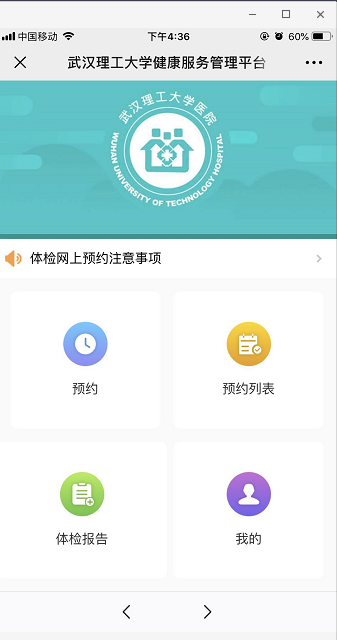 中国移动 下午4:36 60%
武汉理工大学健康服务管理平台
武汉理工大学医院
WUHAN UNIVERSITY OF TECHNOLOGY HOSPITAL
体检网上预约注意事项
预约 预约列表
体检报告 我的